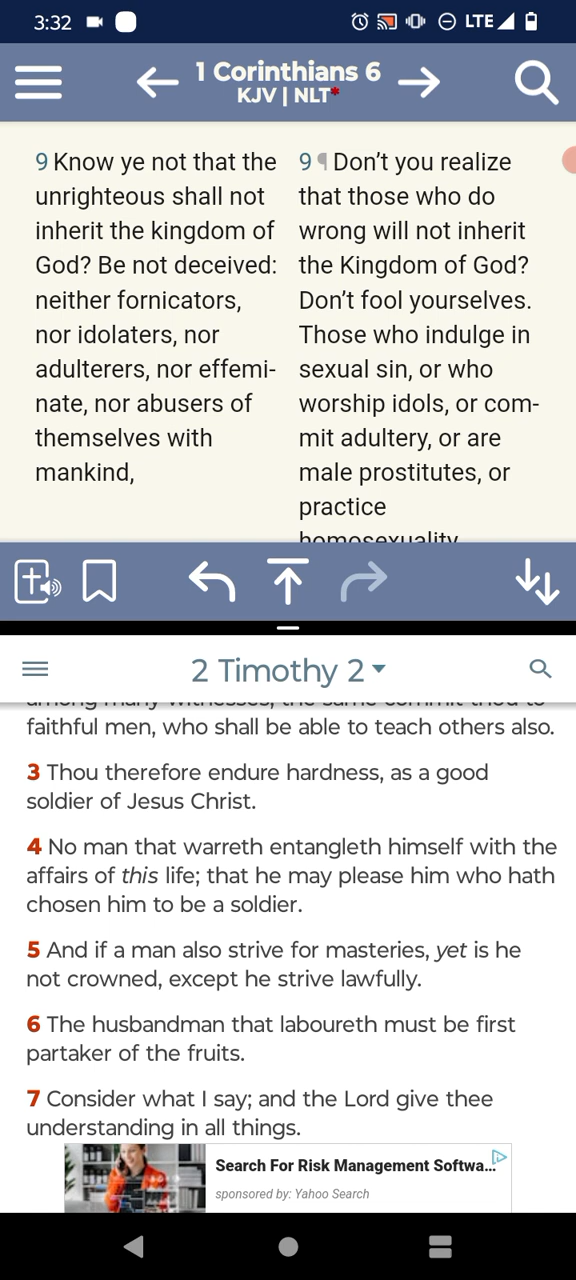 3:32
LTE
1 Corinthians 6
KJV | NLT*
9 Know ye not that the
unrighteous shall not
inherit the kingdom of
God? Be not deceived:
neither fornicators,
nor idolaters, nor
adulterers, nor effemi-
nate, nor abusers of
themselves with
mankind,
9 ¶ Don’t you realize
that those who do
wrong will not inherit
the Kingdom of God?
Don’t fool yourselves.
Those who indulge in
sexual sin, or who
worship idols, or com-
mit adultery, or are
male prostitutes, or
practice
homosexuality
2 Timothy 2
among many witnesses, the same commit thou to
faithful men, who shall be able to teach others also.
3 Thou therefore endure hardness, as a good
soldier of Jesus Christ.
4 No man that warreth entangleth himself with the
affairs of this life; that he may please him who hath
chosen him to be a soldier.
5 And if a man also strive for masteries, yet is he
not crowned, except he strive lawfully.
6 The husbandman that laboureth must be first
partaker of the fruits.
7 Consider what I say; and the Lord give thee
understanding in all things.
Search For Risk Management Softwa...
sponsored by: Yahoo Search